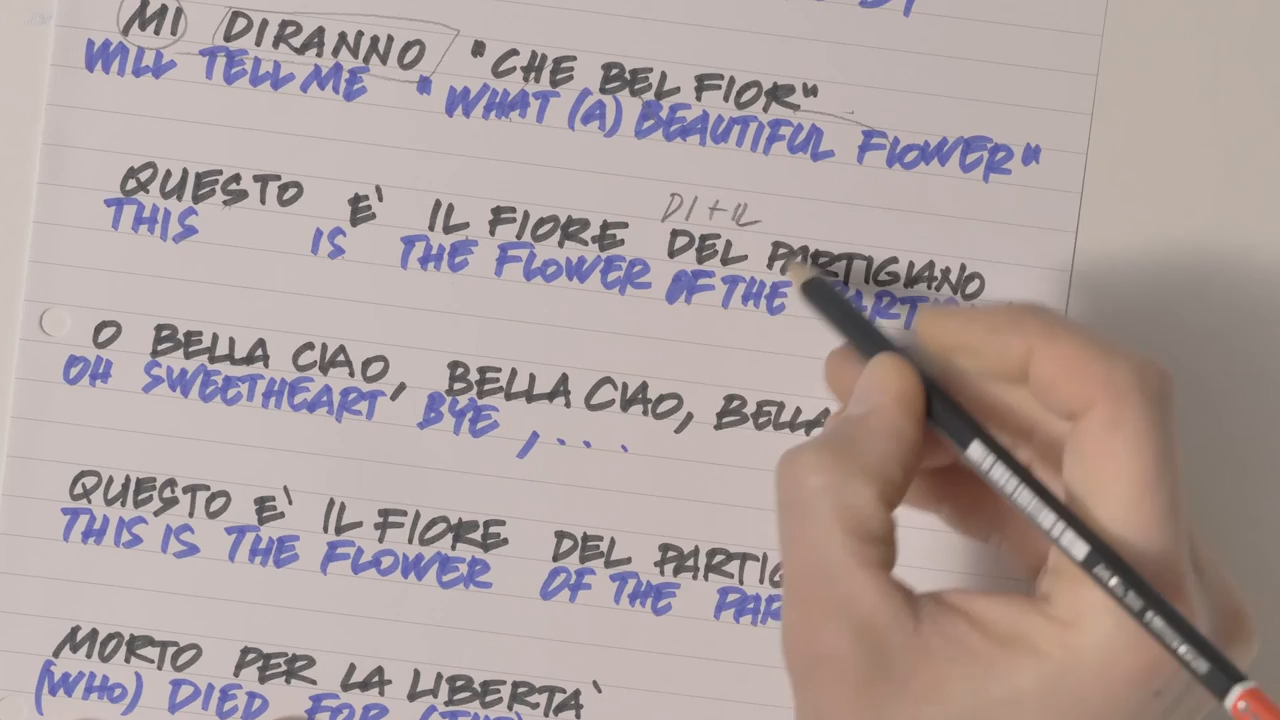 MI DIRANNO "CHE BEL FIOR"
WILL TELL ME "WHAT (A) BEAUTIFUL FLOWER"
DI + IL
QUESTO E' IL FIORE DEL PARTIGIANO
THIS IS THE FLOWER OF THE
O BELLA CIAO, BELLA CIAO, BELLA
OH SWEETHEART BYE , . . . .
QUESTO E' IL FIORE DEL PARTIG
THIS IS THE FLOWER OF THE PAR
MORTO PER LA LIBERTA'
(WHO) DIED FOR (THE)